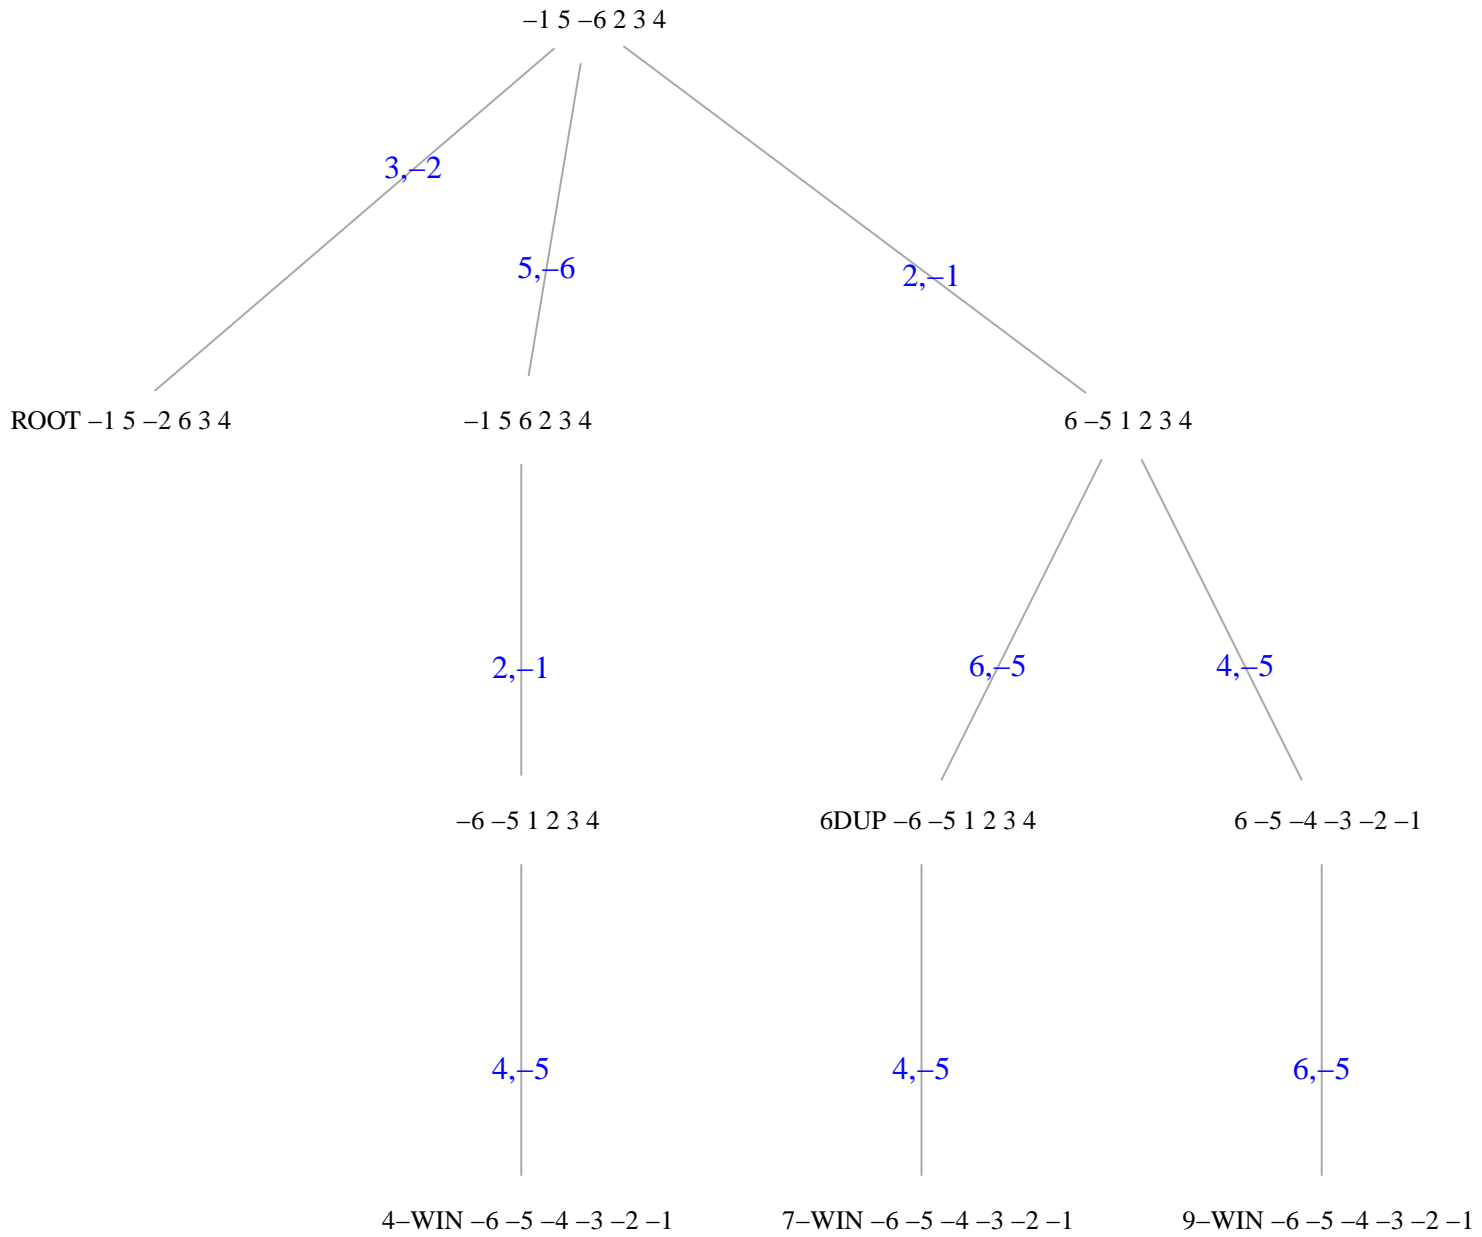 –1 5 –6 2 3 4
3,–2
5,–6
2,–1
ROOT –1 5 –2 6 3 4
–1 5 6 2 3 4
6 –5 1 2 3 4
2,–1
6,–5
4,–5
–6 –5 1 2 3 4
6DUP –6 –5 1 2 3 4
6 –5 –4 –3 –2 –1
4,–5
4,–5
6,–5
4–WIN –6 –5 –4 –3 –2 –1
7–WIN –6 –5 –4 –3 –2 –1
9–WIN –6 –5 –4 –3 –2 –1